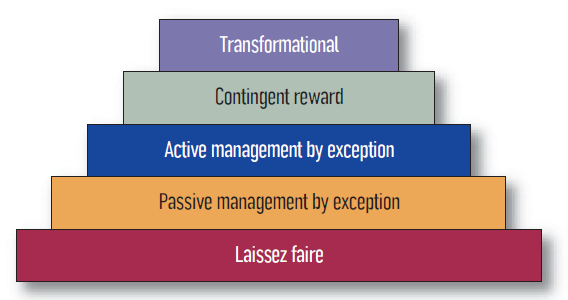 Transformational
Contingent reward
Active management by exception
Passive management by exception
Laissez faire